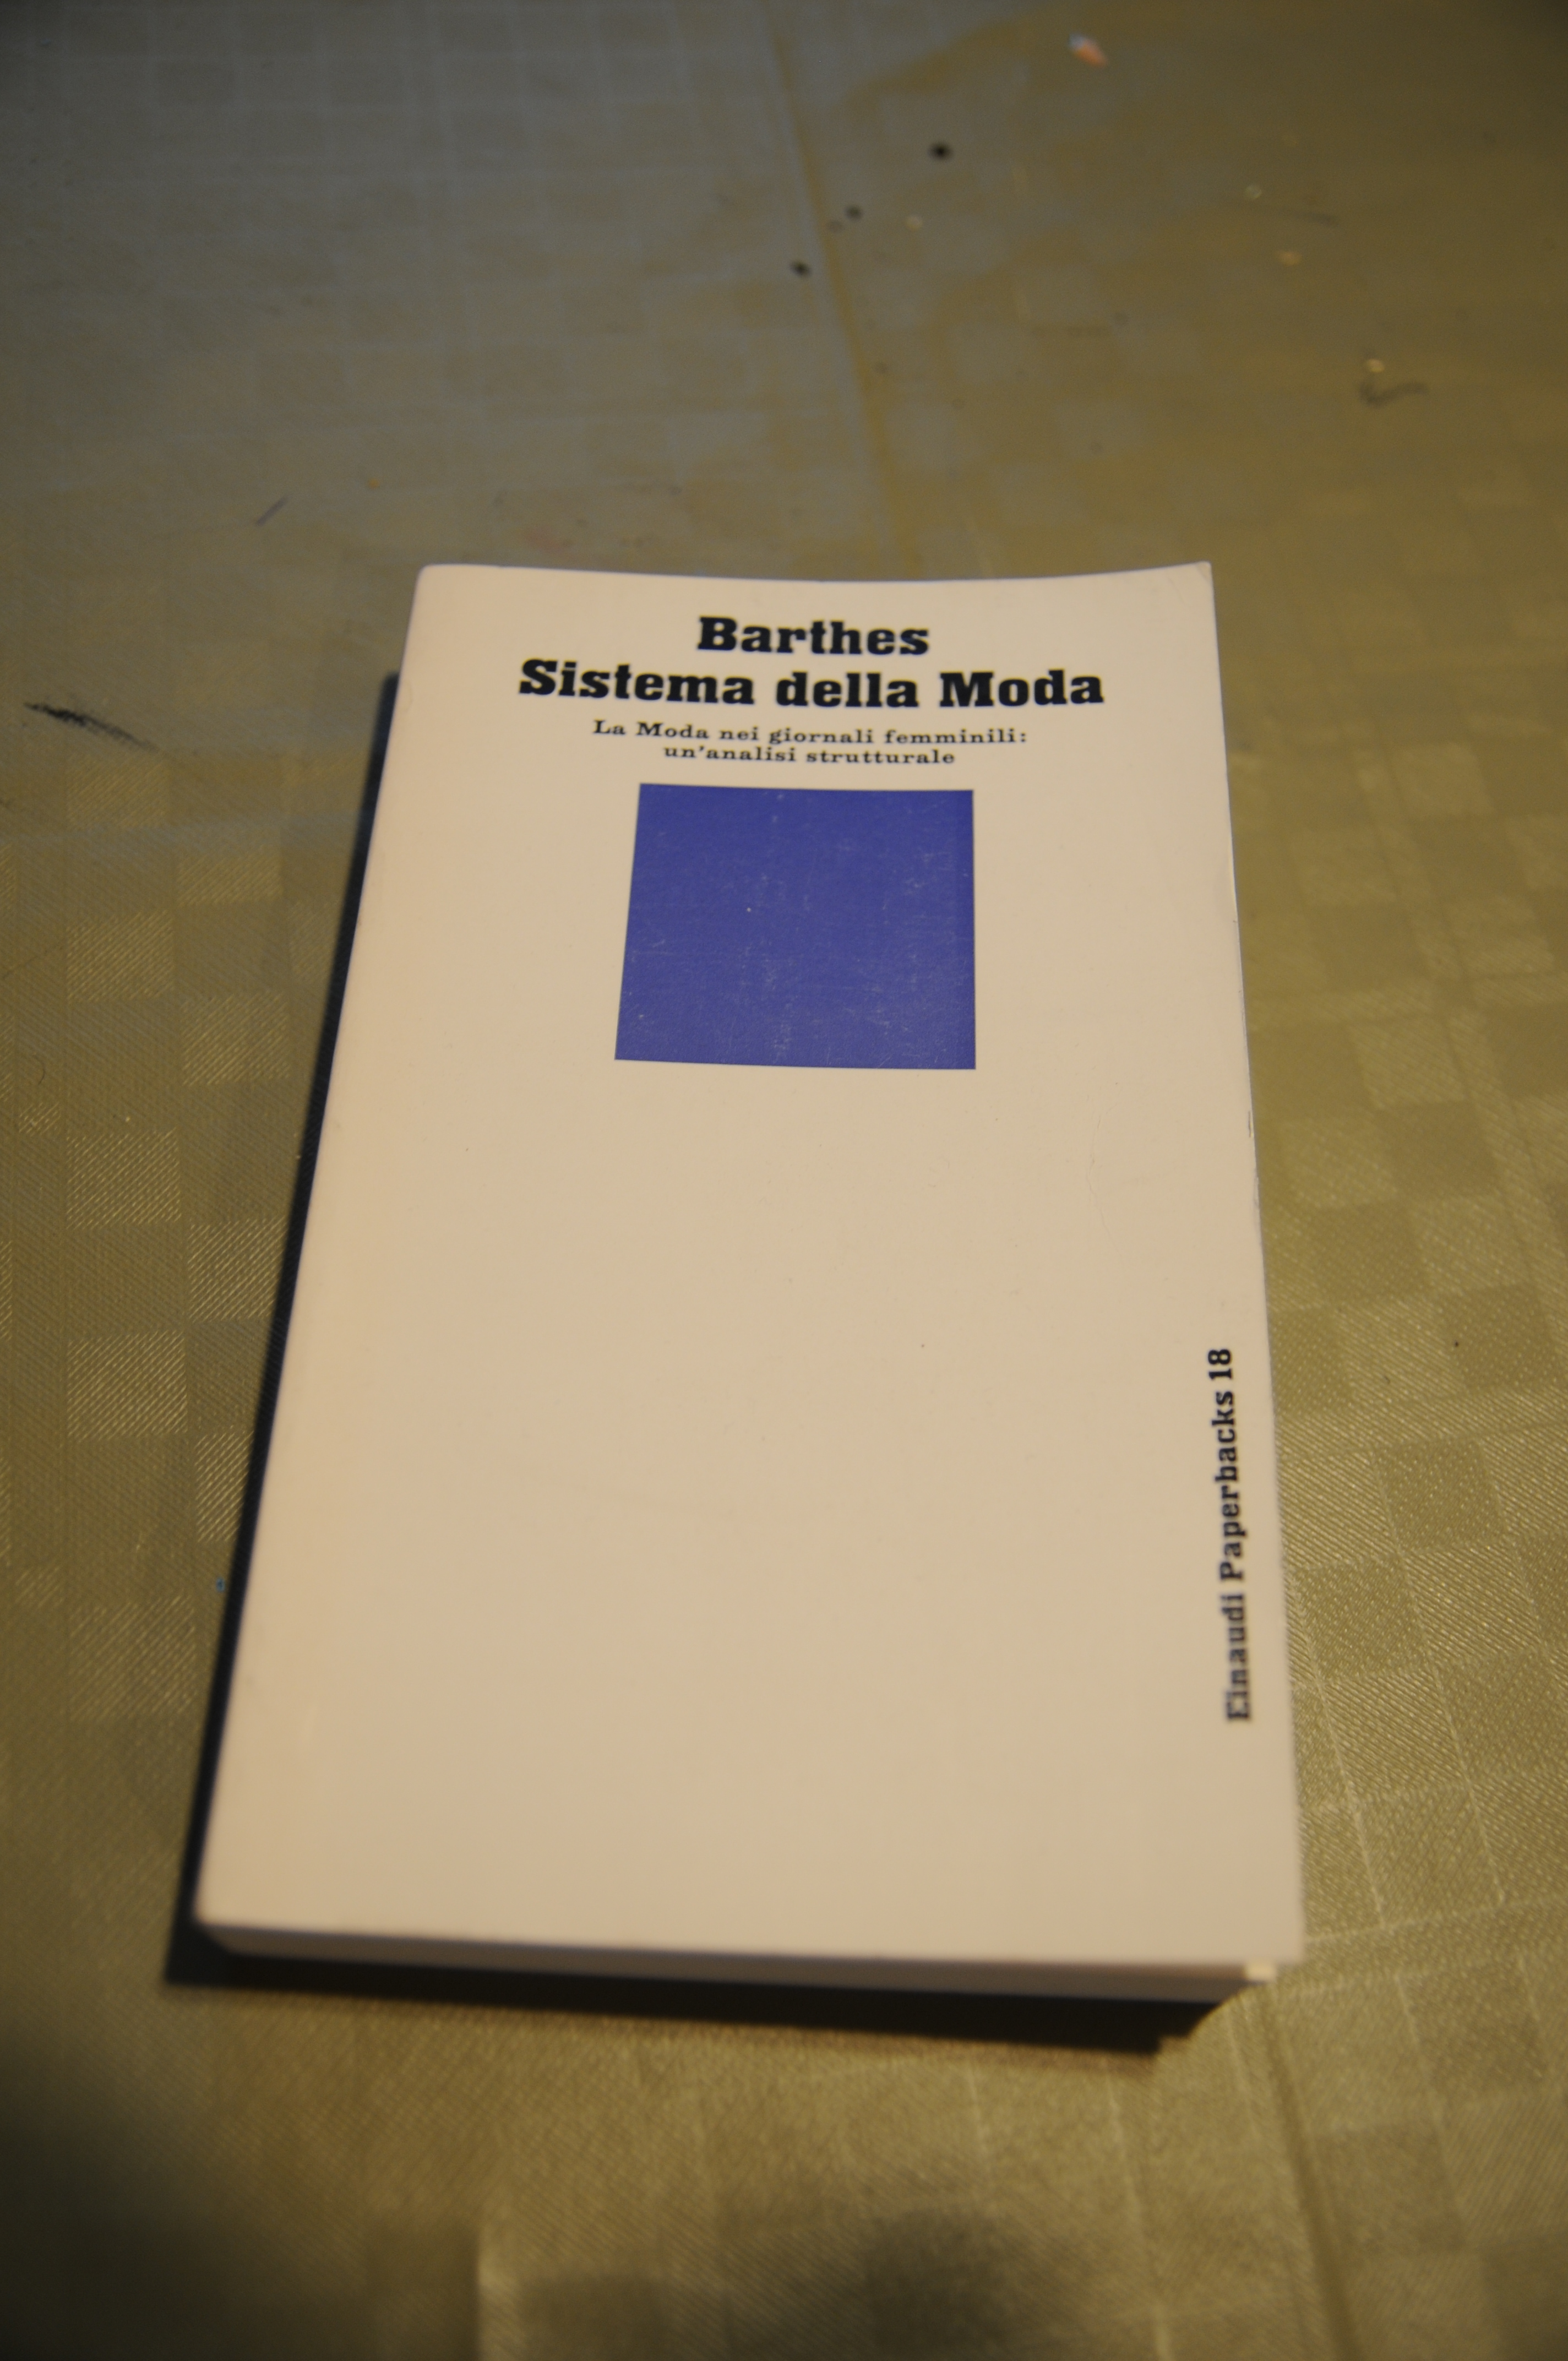 Barthes
Sistema della Moda
La Moda nei giornali femminili:
un'analisi strutturale
Einaudi Paperbacks 18